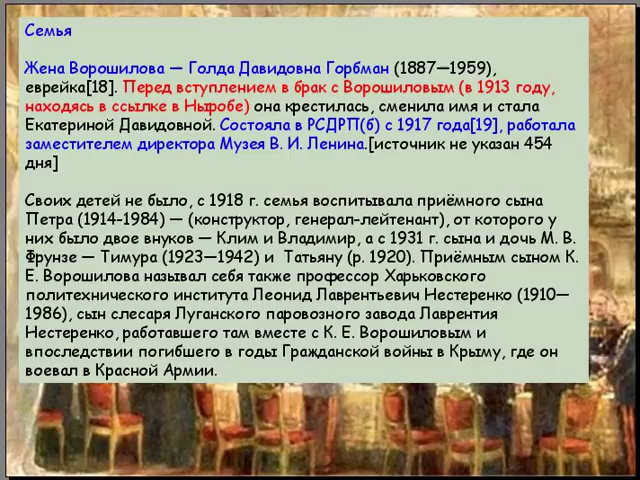 Семья
Жена Ворошилова — Голда Давидовна Горбман (1887—1959),
еврейка[18]. Перед вступлением в брак с Ворошиловым (в 1913 году,
находясь в ссылке в Ныробе) она крестилась, сменила имя и стала
Екатериной Давидовной. Состояла в РСДРП(б) с 1917 года[19], работала
заместителем директора Музея В. И. Ленина.[источник не указан 454
дня]
Своих детей не было, с 1918 г. семья воспитывала приёмного сына
Петра (1914-1984) — (конструктор, генерал-лейтенант), от которого у
них было двое внуков — Клим и Владимир, а с 1931 г. сына и дочь М. В.
Фрунзе — Тимура (1923—1942) и Татьяну (р. 1920). Приёмным сыном К.
Е. Ворошилова называл себя также профессор Харьковского
политехнического института Леонид Лаврентьевич Нестеренко (1910—
1986), сын слесаря Луганского паровозного завода Лаврентия
Нестеренко, работавшего там вместе с К. Е. Ворошиловым и
впоследствии погибшего в годы Гражданской войны в Крыму, где он
воевал в Красной Армии.